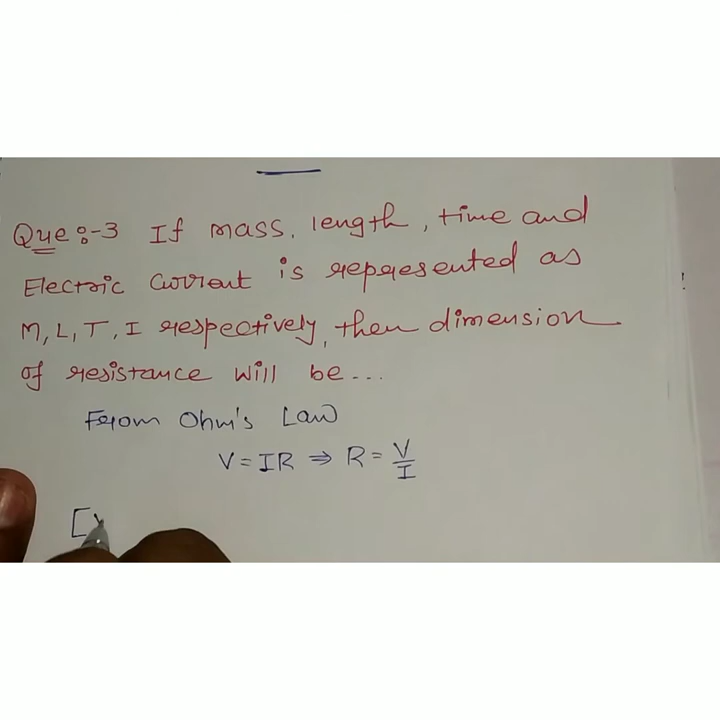 Que:-3 If mass, length, time and
Electric Current is represented as
M, L, T, I respectively, then dimension
of resistance will be...
From Ohm's Law
V = IR ⇒ R = V/I
[V